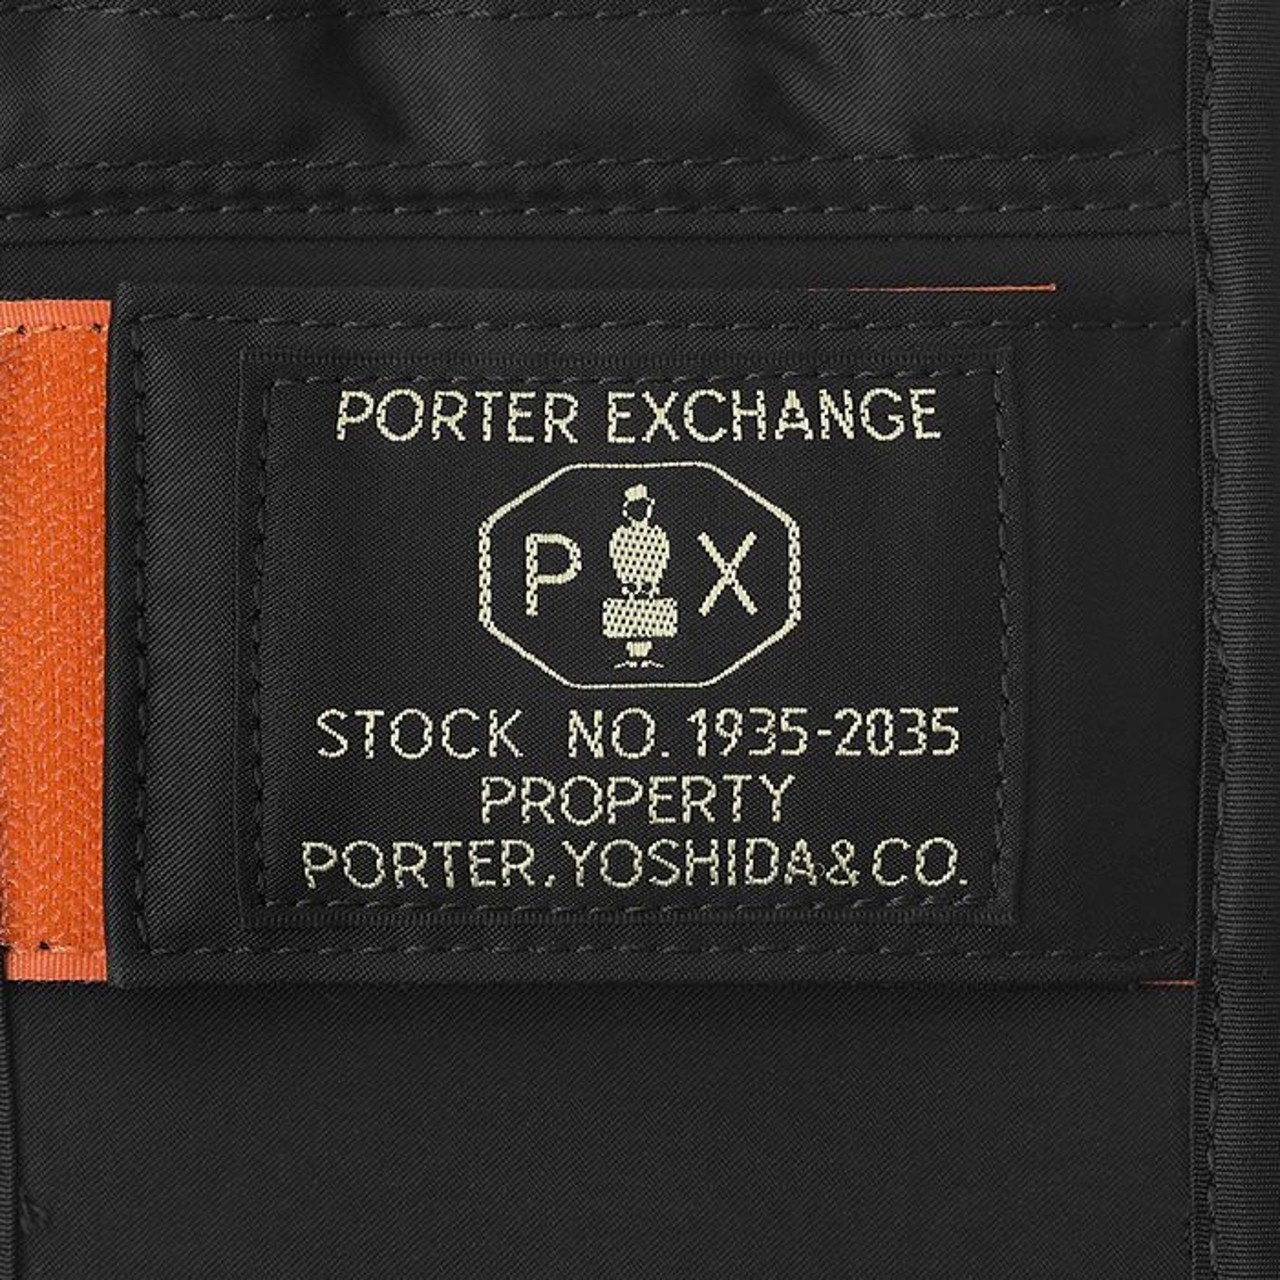 PORTER EXCHANGE
P X
STOCK NO. 1935-2035
PROPERTY
PORTER.YOSHIDA&CO.